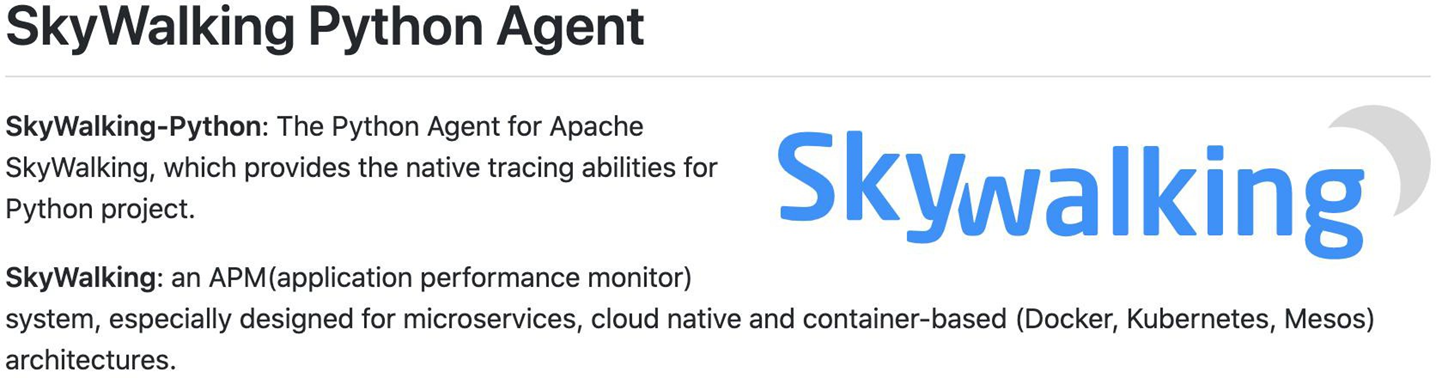 SkyWalking Python Agent
SkyWalking-Python: The Python Agent for Apache
SkyWalking, which provides the native tracing abilities for
Python project.
Skywalking
SkyWalking: an APM(application performance monitor)
system, especially designed for microservices, cloud native and container-based (Docker, Kubernetes, Mesos)
architectures.